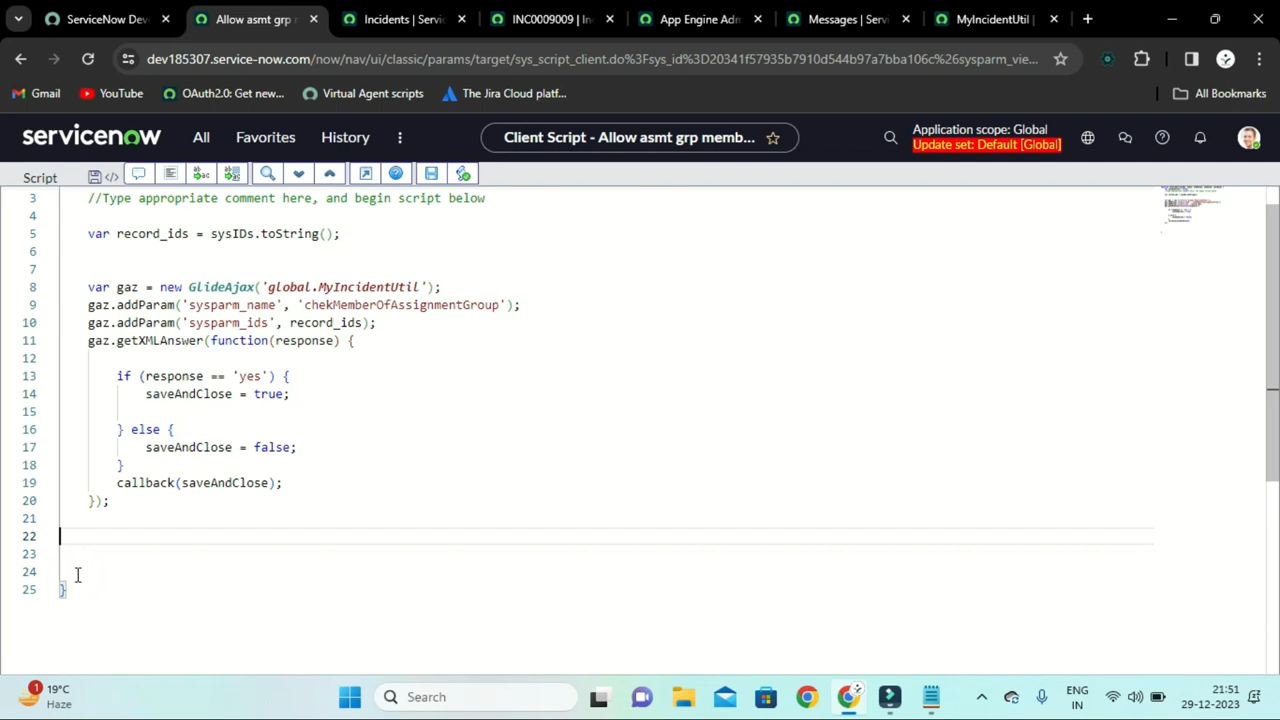 ServiceNow Dev
Allow asmt grp
Incidents | Servic
INC0009009 | Inc
App Engine Adm
Messages | Servic
MyIncidentUtil |
dev185307.service-now.com/now/nav/ui/classic/params/target/sys_script_client.do%3Fsys_id%3D20341f35b7910d544b97a7bba106c%26sysparm_vie...
Gmail
YouTube
OAuth2.0: Get new...
Virtual Agent scripts
The Jira Cloud platf...
All Bookmarks
servicenow
All
Favorites
History
Client Script - Allow asmt grp memb...
Application scope: Global
Update set: Default [Global]
Script
3 //Type appropriate comment here, and begin script below
4
5 var record_ids = sysIDs.toString();
6
7
8 var gaz = new GlideAjax('global.MyIncidentUtil');
9 gaz.addParam('sysparm_name', 'chekMemberOfAssignmentGroup');
10 gaz.addParam('sysparm_ids', record_ids);
11 gaz.getXMLAnswer(function(response) {
12
13 if (response == 'yes') {
14 saveAndClose = true;
15
16 } else {
17 saveAndClose = false;
18 }
19 callback(saveAndClose);
20 });
21
22
23
24
25 }
1
19°C
Haze
Search
ENG
IN
21:51
29-12-2023